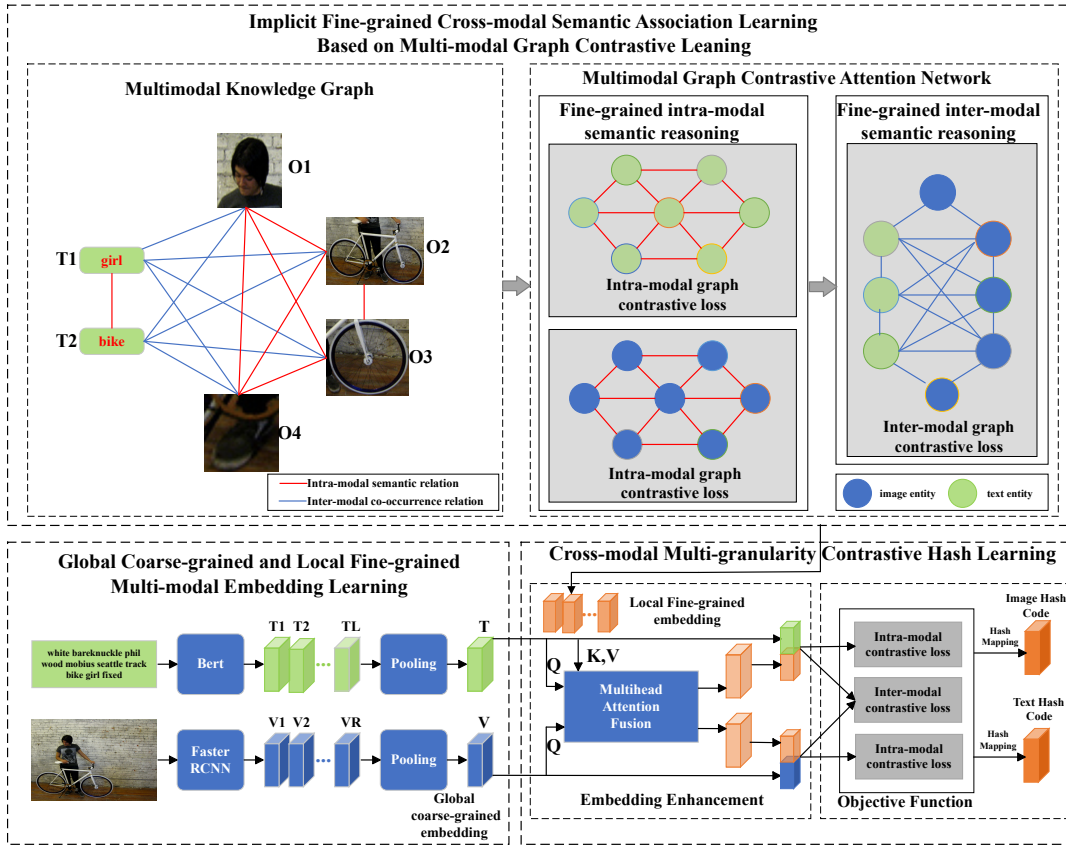 Implicit Fine-grained Cross-modal Semantic Association Learning
Based on Multi-modal Graph Contrastive Leaning
Multimodal Knowledge Graph
O1
T1
girl
O2
T2
bike
O3
O4
Intra-modal semantic relation
Inter-modal co-occurrence relation
Multimodal Graph Contrastive Attention Network
Fine-grained intra-modal
semantic reasoning
Intra-modal graph
contrastive loss
Intra-modal graph
contrastive loss
Fine-grained inter-modal
semantic reasoning
Inter-modal graph
contrastive loss
image entity
text entity
Global Coarse-grained and Local Fine-grained
Multi-modal Embedding Learning
white bareknuckle phil
wood mobius seattle track
bike girl fixed
Bert
T1
T2
TL
Pooling
T
Faster
RCNN
V1
V2
VR
Pooling
V
Global
coarse-grained
embedding
Cross-modal Multi-granularity Contrastive Hash Learning
Local Fine-grained
embedding
K,V
Q
Q
Multihead
Attention
Fusion
Embedding Enhancement
Intra-modal
contrastive loss
Inter-modal
contrastive loss
Intra-modal
contrastive loss
Objective Function
Image Hash
Code
Hash
Mapping
Text Hash
Code
Hash
Mapping